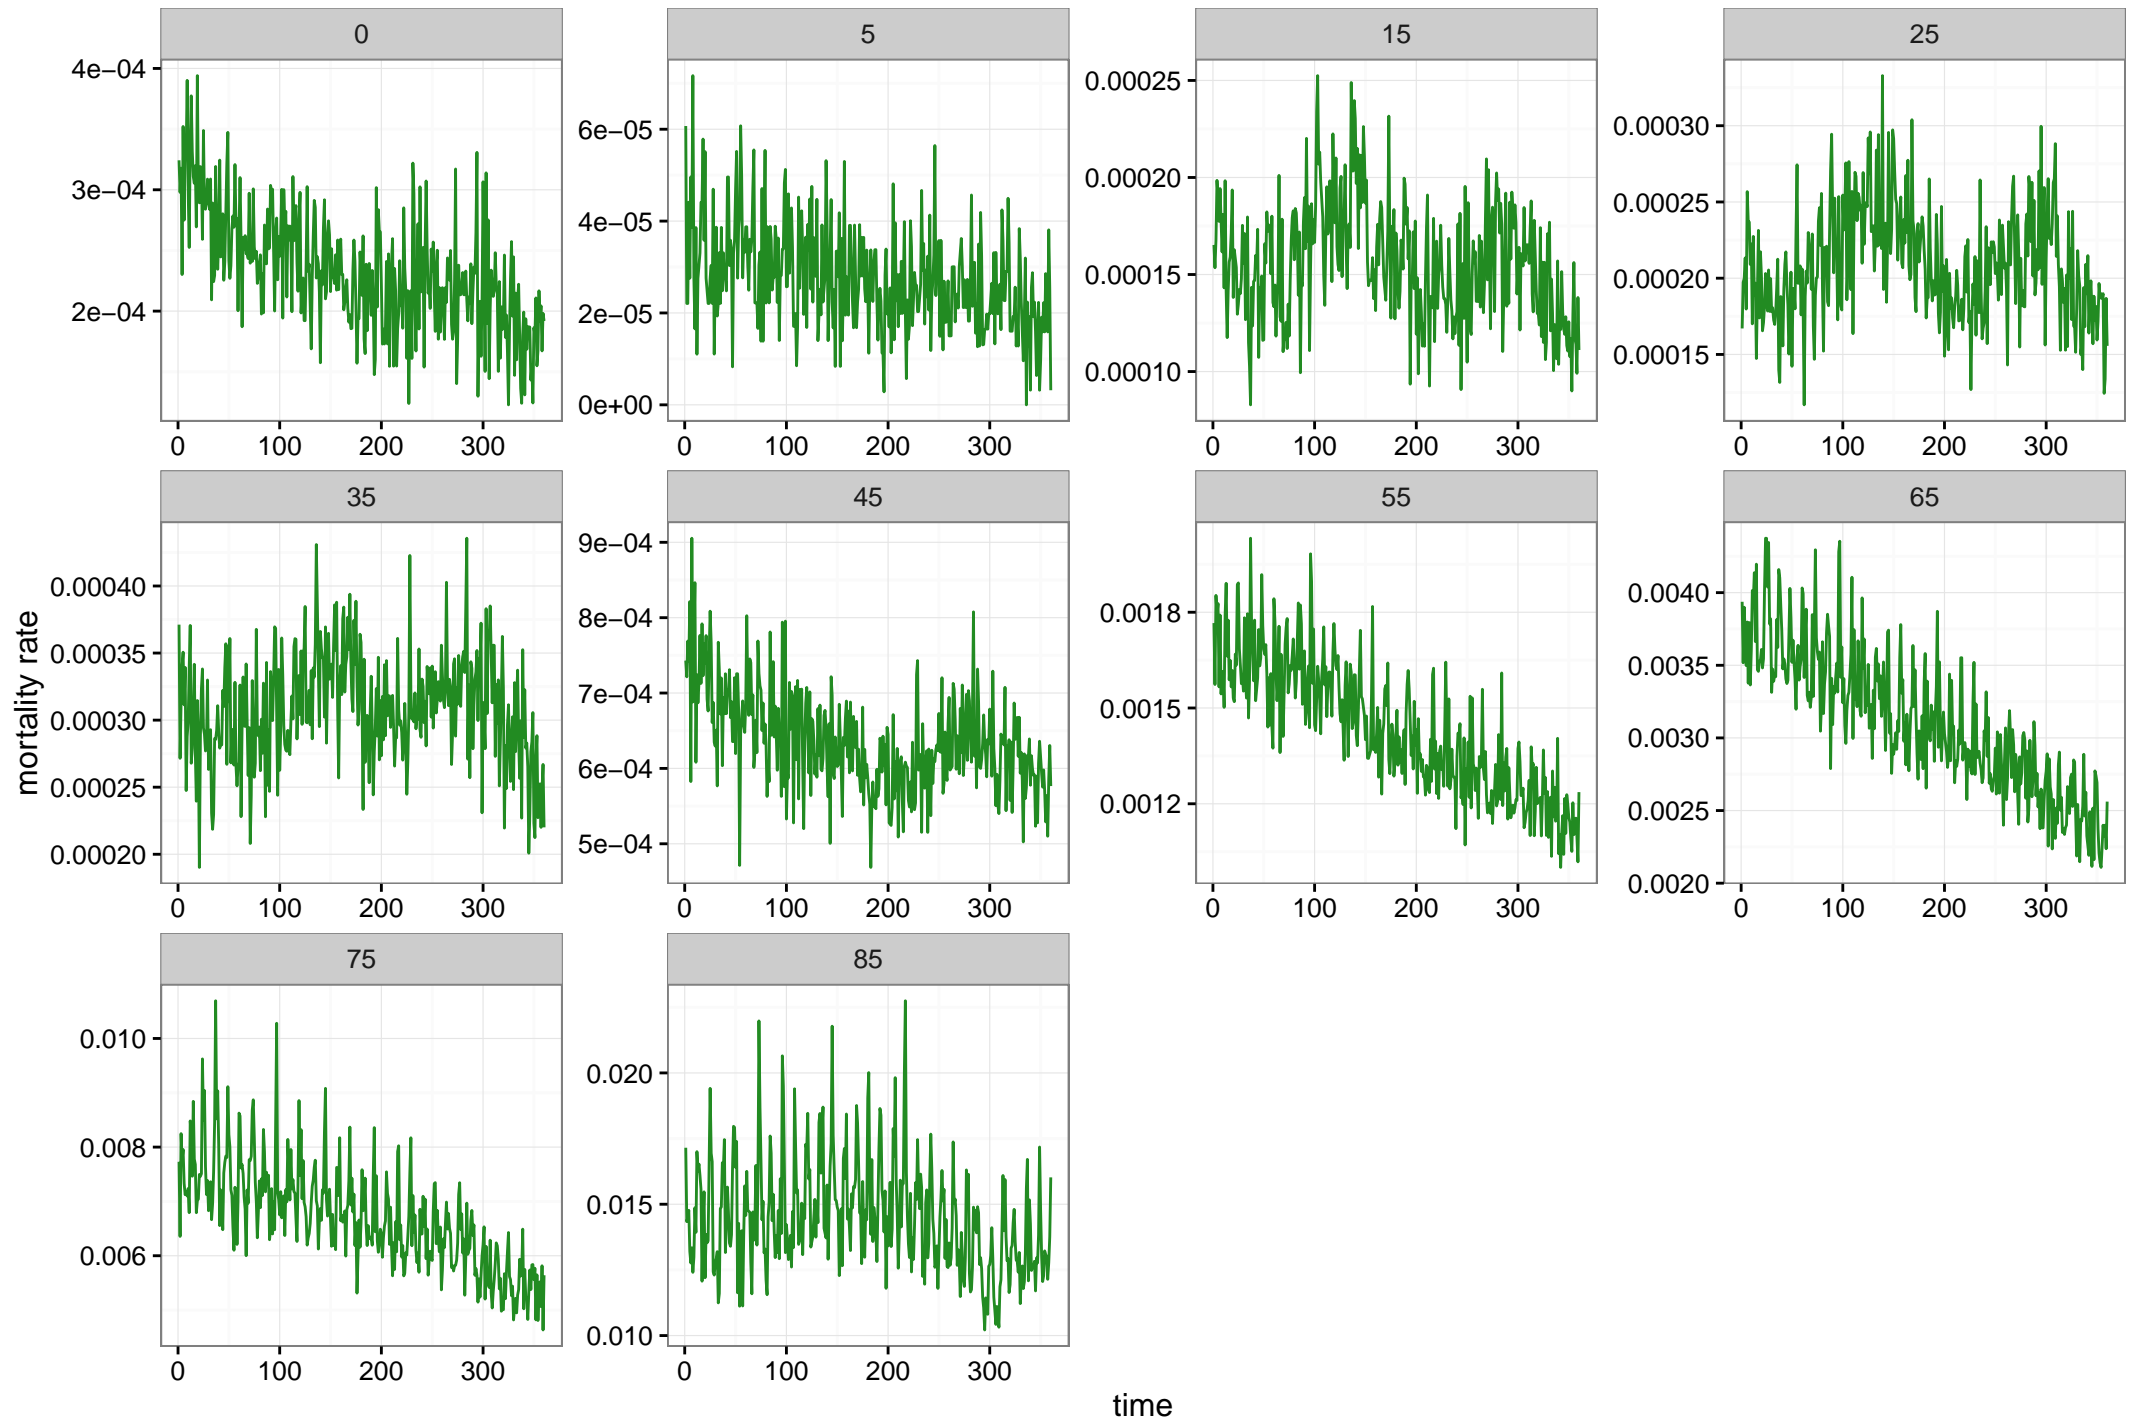 0 5 15 25
4e−04
3e−04
2e−04
0 100 200 300
6e−05
4e−05
2e−05
0e+00
0 100 200 300
0.00025
0.00020
0.00015
0.00010
0 100 200 300
0.00030
0.00025
0.00020
0.00015
0 100 200 300
35 45 55 65
0.00040
0.00035
0.00030
0.00025
0.00020
0 100 200 300
9e−04
8e−04
7e−04
6e−04
5e−04
0 100 200 300
0.0018
0.0015
0.0012
0 100 200 300
0.0040
0.0035
0.0030
0.0025
0.0020
0 100 200 300
75 85
0.010
0.008
0.006
0 100 200 300
0.020
0.015
0.010
0 100 200 300
mortality rate
time